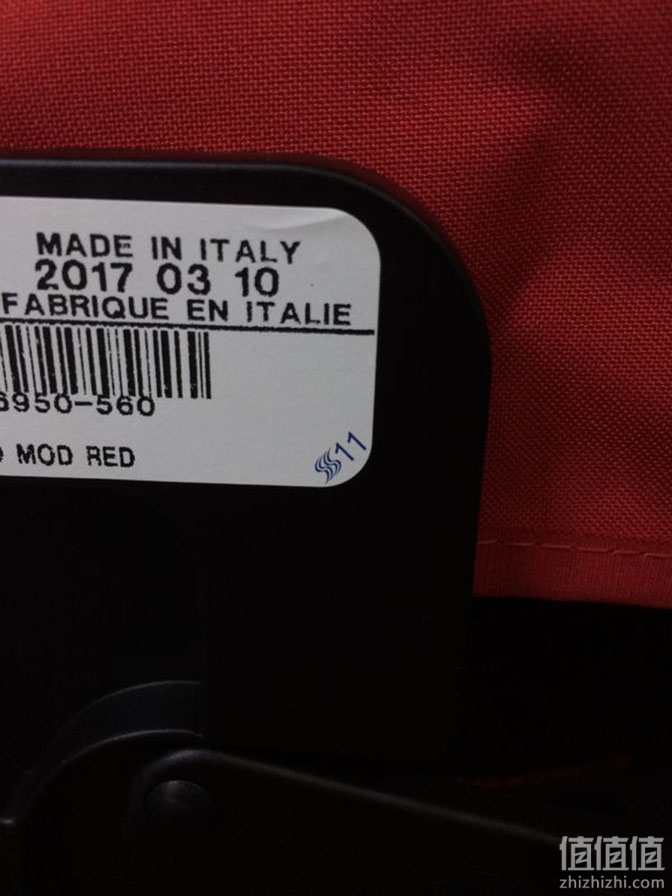 MADE IN ITALY
2017 03 10
FABRIQUE EN ITALIE
6950-560
MOD RED
11
值值值
zhizhizhi.com